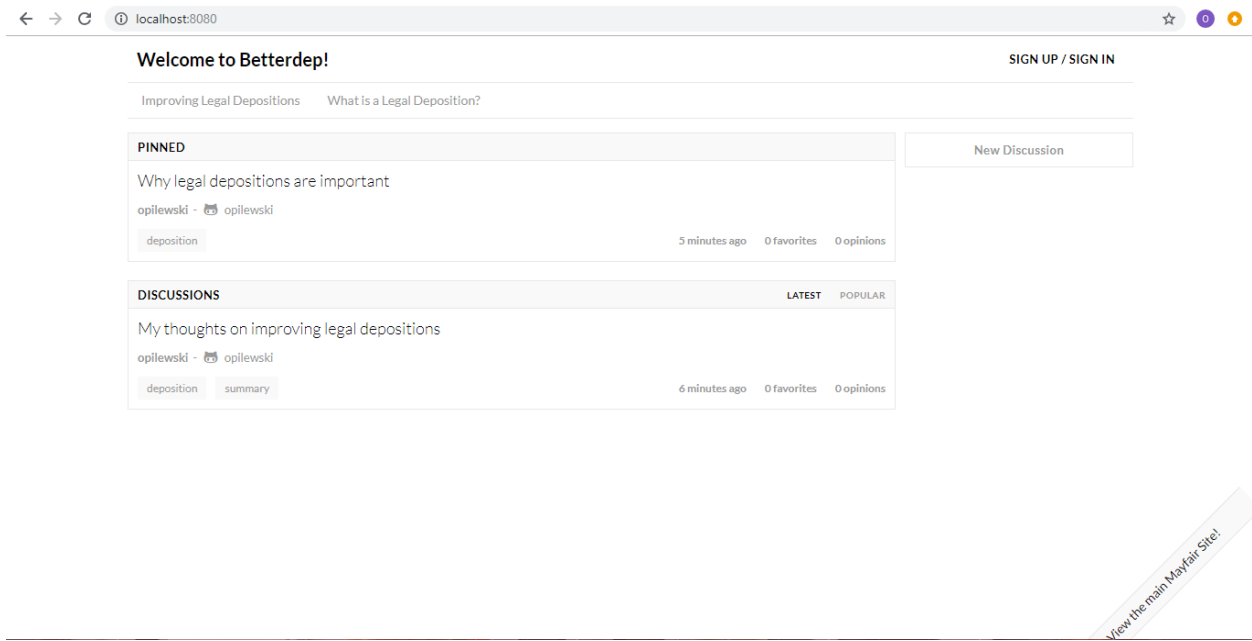 localhost:8080
O
Welcome to Betterdep!
SIGN UP / SIGN IN
Improving Legal Depositions What is a Legal Deposition?
PINNED
Why legal depositions are important
opilewski - opilewski
deposition
5 minutes ago 0 favorites 0 opinions
New Discussion
DISCUSSIONS
LATEST POPULAR
My thoughts on improving legal depositions
opilewski - opilewski
deposition summary
6 minutes ago 0 favorites 0 opinions
View the main Mayfair Site!